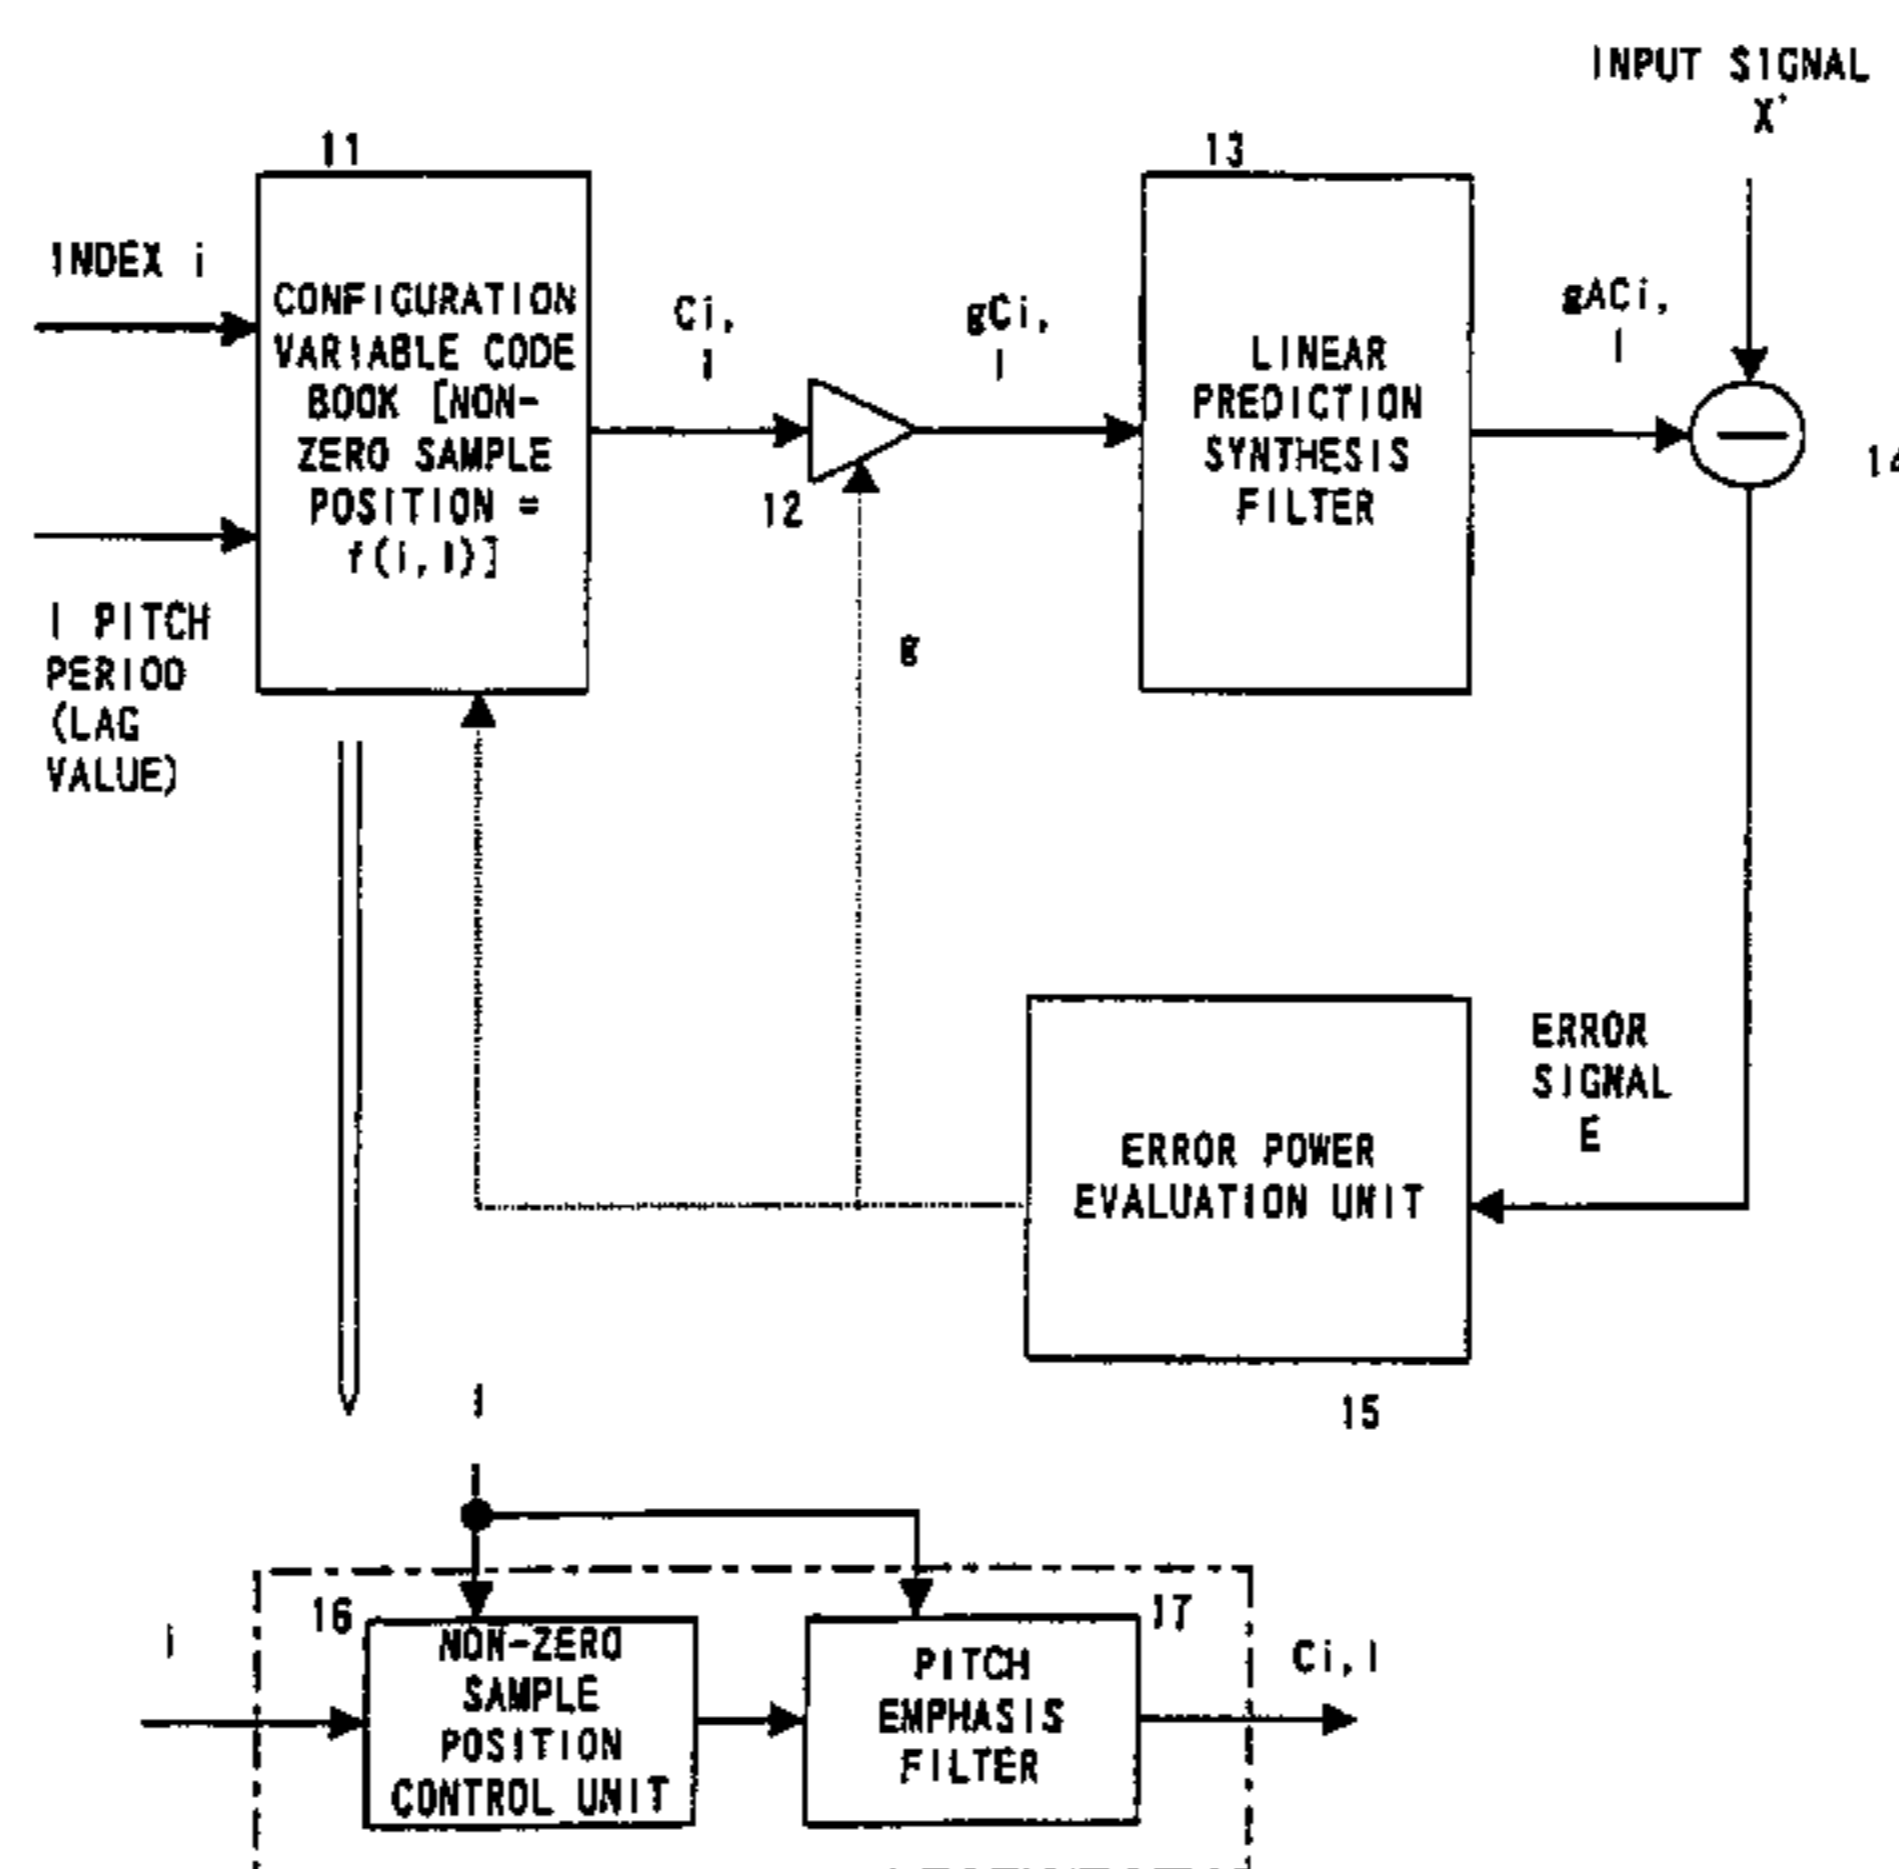 INPUT SIGNAL
X'
11
13
INDEX i
CONFIGURATION
VARIABLE CODE
BOOK [NON-
ZERO SAMPLE
POSITION =
f(i,l)]
Ci,
l
gCi,
l
gACi,
l
LINEAR
PREDICTION
SYNTHESIS
FILTER
14
12
l PITCH
PERIOD
(LAG
VALUE)
g
ERROR
SIGNAL
E
ERROR POWER
EVALUATION UNIT
15
l
16
17
i
NON-ZERO
SAMPLE
POSITION
CONTROL UNIT
PITCH
EMPHASIS
FILTER
Ci,l